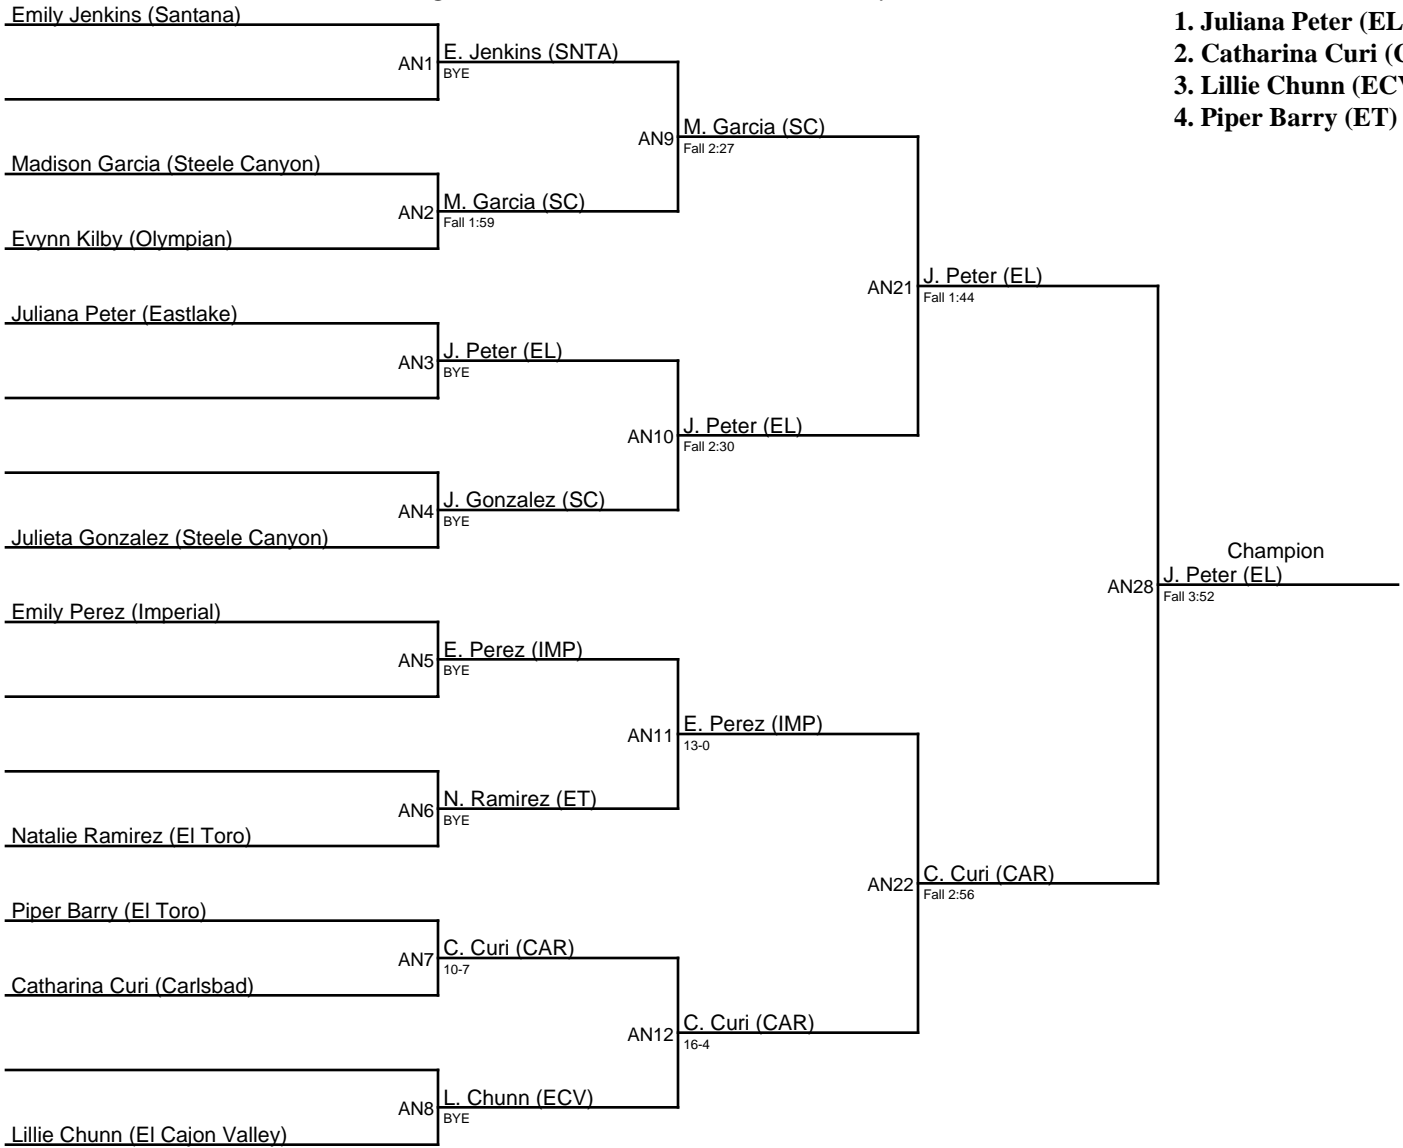 Emily Jenkins (Santana)
AN1
E. Jenkins (SNTA)
BYE
Madison Garcia (Steele Canyon)
AN2
M. Garcia (SC)
Fall 1:59
Evynn Kilby (Olympian)
AN9
M. Garcia (SC)
Fall 2:27
Juliana Peter (Eastlake)
AN3
J. Peter (EL)
BYE
AN10
J. Peter (EL)
Fall 2:30
AN4
J. Gonzalez (SC)
BYE
Julieta Gonzalez (Steele Canyon)
AN21
J. Peter (EL)
Fall 1:44
Emily Perez (Imperial)
AN5
E. Perez (IMP)
BYE
AN11
E. Perez (IMP)
13-0
AN6
N. Ramirez (ET)
BYE
Natalie Ramirez (El Toro)
Piper Barry (El Toro)
AN7
C. Curi (CAR)
10-7
Catharina Curi (Carlsbad)
AN12
C. Curi (CAR)
16-4
AN8
L. Chunn (ECV)
BYE
Lillie Chunn (El Cajon Valley)
AN22
C. Curi (CAR)
Fall 2:56
Champion
AN28
J. Peter (EL)
Fall 3:52
1. Juliana Peter (EL
2. Catharina Curi (
3. Lillie Chunn (EC
4. Piper Barry (ET)